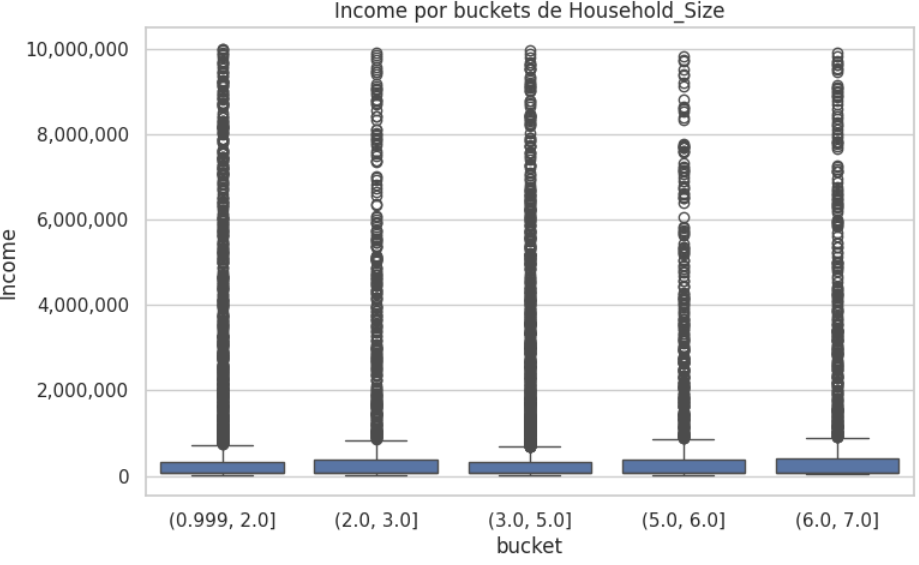 Income por buckets de Household_Size
10,000,000
8,000,000
6,000,000
4,000,000
2,000,000
0
Income
(0.999, 2.0] (2.0, 3.0] (3.0, 5.0] (5.0, 6.0] (6.0, 7.0]
bucket